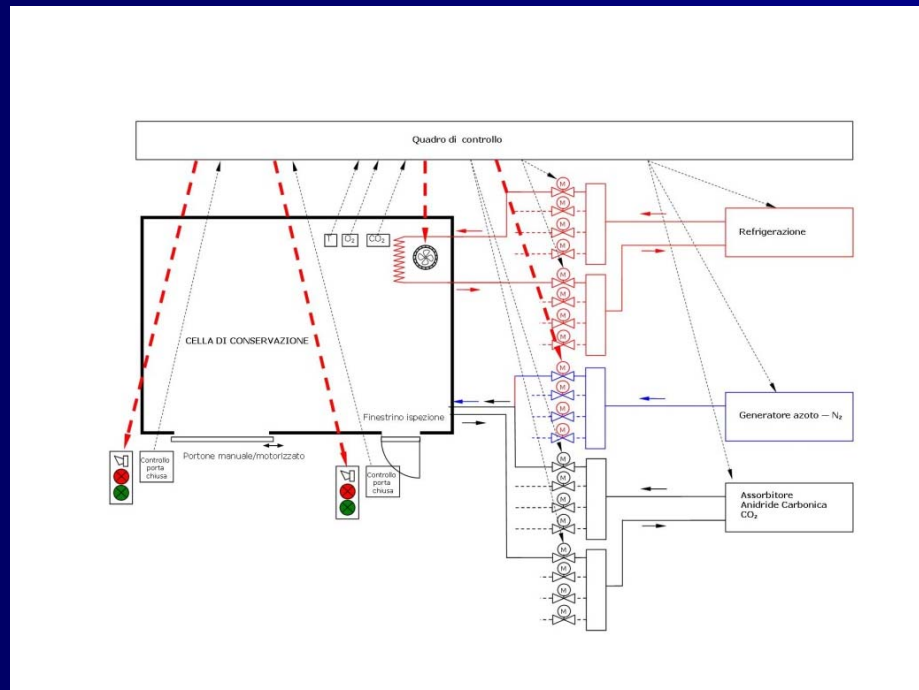 Quadro di controllo
T
O₂
CO₂
M
M
M
M
Refrigerazione
M
M
M
M
CELLA DI CONSERVAZIONE
M
M
M
M
Finestrino ispezione
Generatore azoto – N₂
Portone manuale/motorizzato
Controllo
porta
chiusa
Controllo
porta
chiusa
M
M
M
M
Assorbitore
Anidride Carbonica
CO₂
M
M
M
M